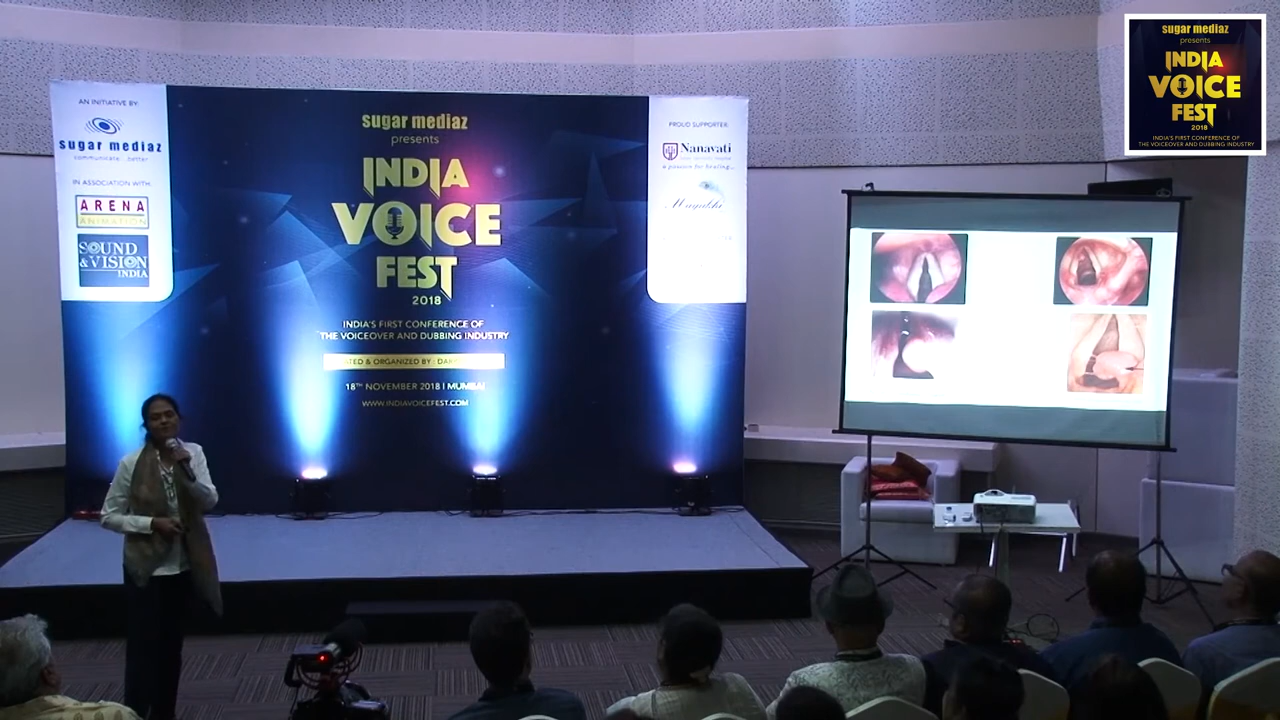 AN INITIATIVE BY:
sugar mediaz
communicate...better
IN ASSOCIATION WITH:
ARENA
ANIMATION
SOUND
& VISION
INDIA
sugar mediaz
presents
INDIA
VOICE
FEST
2018
INDIA'S FIRST CONFERENCE OF
THE VOICEOVER AND DUBBING INDUSTRY
& ORGANIZED BY
18TH NOVEMBER 2018 | MUMBAI
WWW.INDIAVOICEFEST.COM
PROUD SUPPORTER:
Nanavati
a passion for healing...
sugar mediaz
presents
INDIA
VOICE
FEST
2018
INDIA'S FIRST CONFERENCE OF
THE VOICEOVER AND DUBBING INDUSTRY